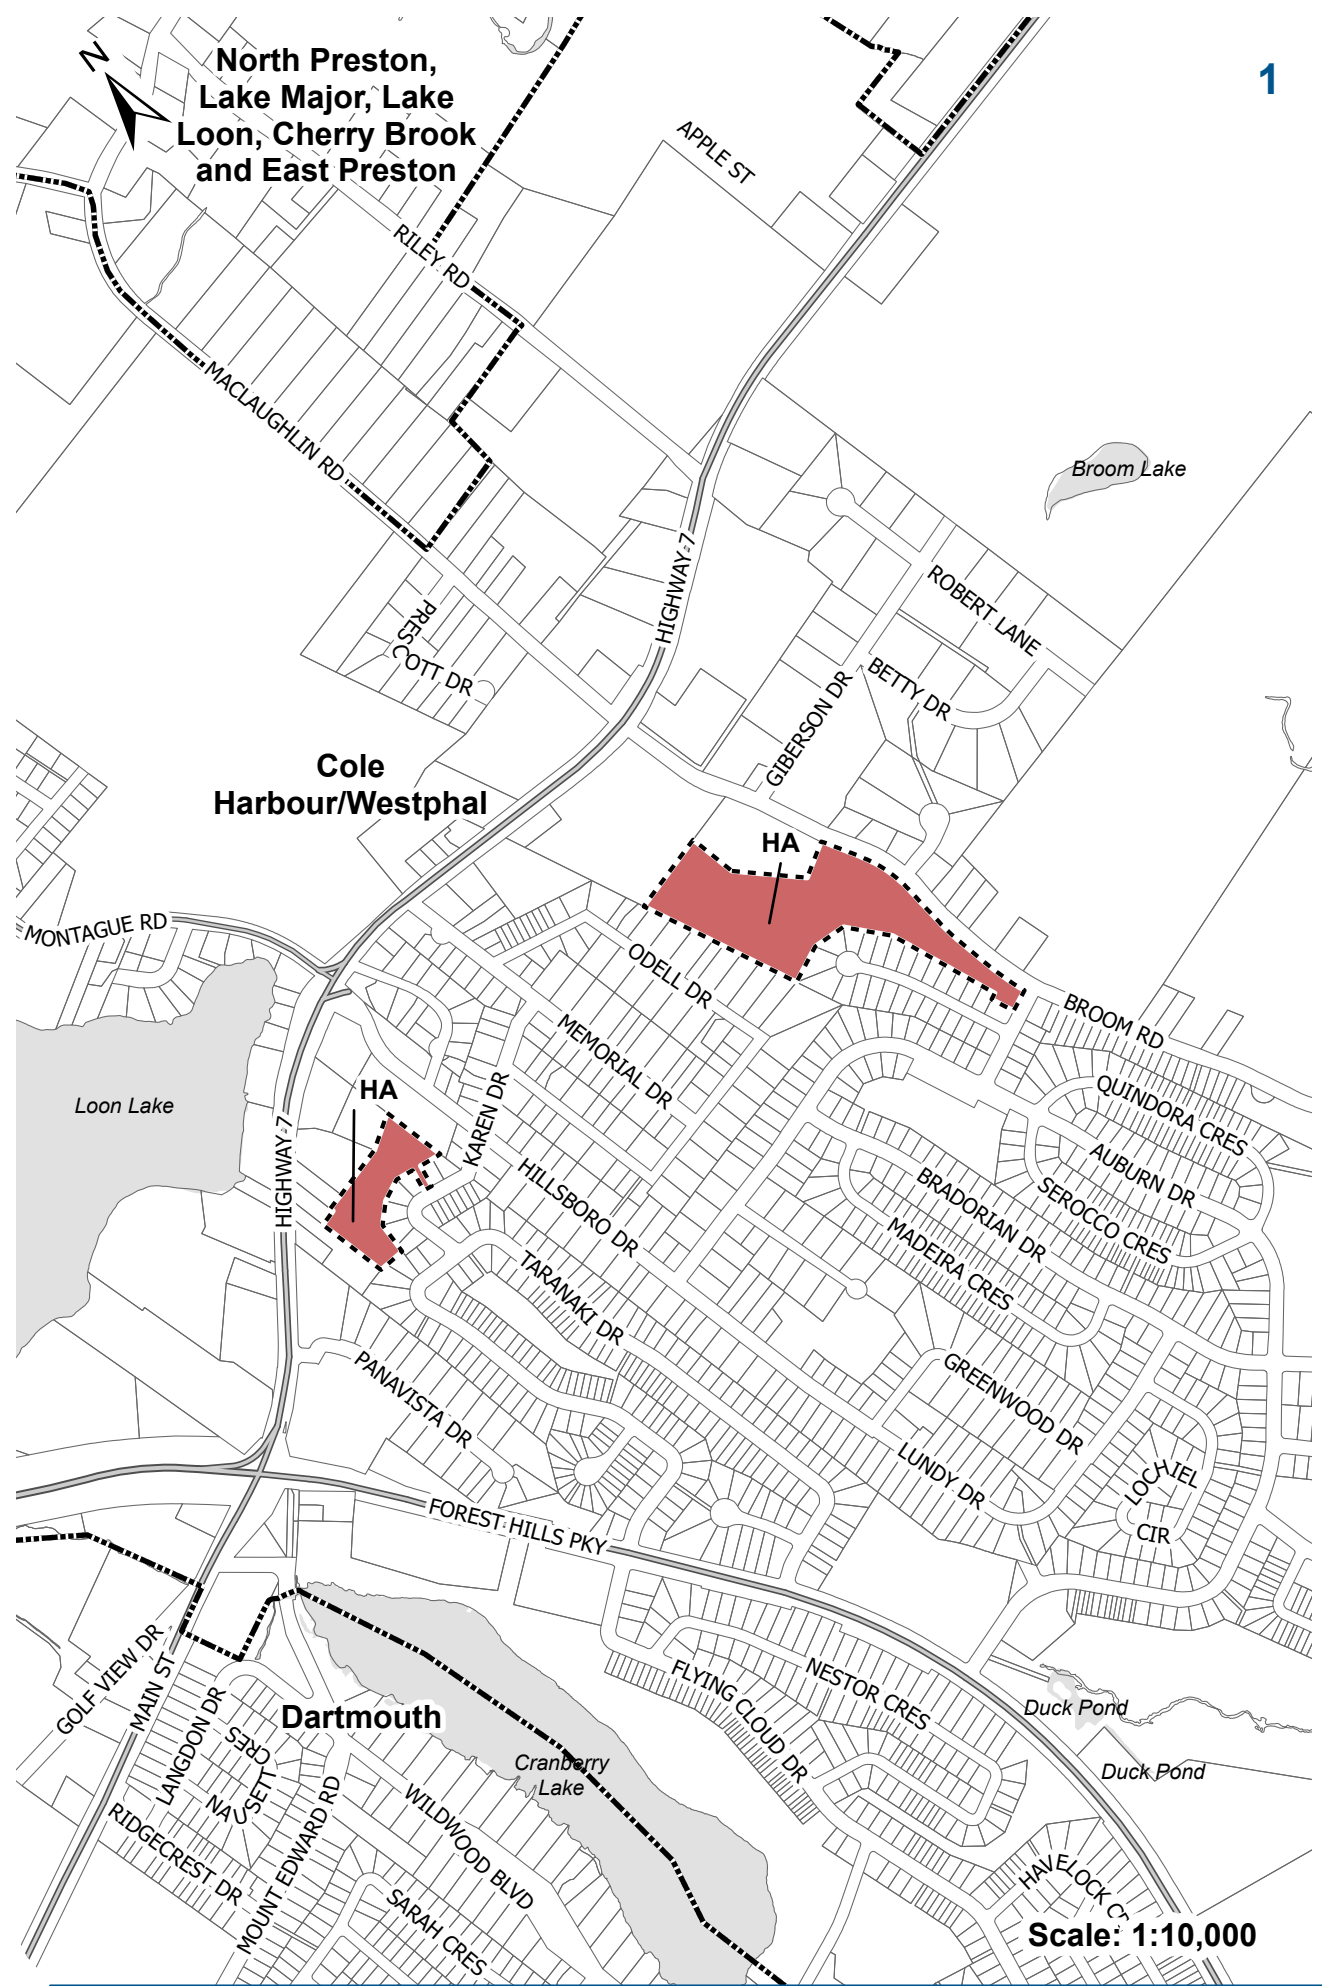 N
North Preston,
Lake Major, Lake
Loon, Cherry Brook
and East Preston
1
APPLE ST
RILEY RD
MACLAUGHLIN RD
Broom Lake
HIGHWAY 7
ROBERT LANE
PRESCOTT DR
BETTY DR
GIBERSON DR
Cole
Harbour/Westphal
HA
MONTAGUE RD
ODELL DR
BROOM RD
MEMORIAL DR
Loon Lake
HA
KAREN DR
QUINDORA CRES
HIGHWAY 7
AUBURN DR
HILLSBORO DR
BRADORIAN DR
SEROCCO CRES
MADEIRA CRES
TARANAKI DR
PANAVISTA DR
GREENWOOD DR
LUNDY DR
LOCHIEL
CIR
FOREST HILLS PKY
GOLF VIEW DR
MAIN ST
LANGDON DR
Dartmouth
FLYING CLOUD DR
NESTOR CRES
Duck Pond
NAUSETT CRES
Cranberry
Lake
Duck Pond
RIDGECREST DR
MOUNT EDWARD RD
WILDWOOD BLVD
SARAH CRES
HAVELOCK CR
Scale: 1:10,000